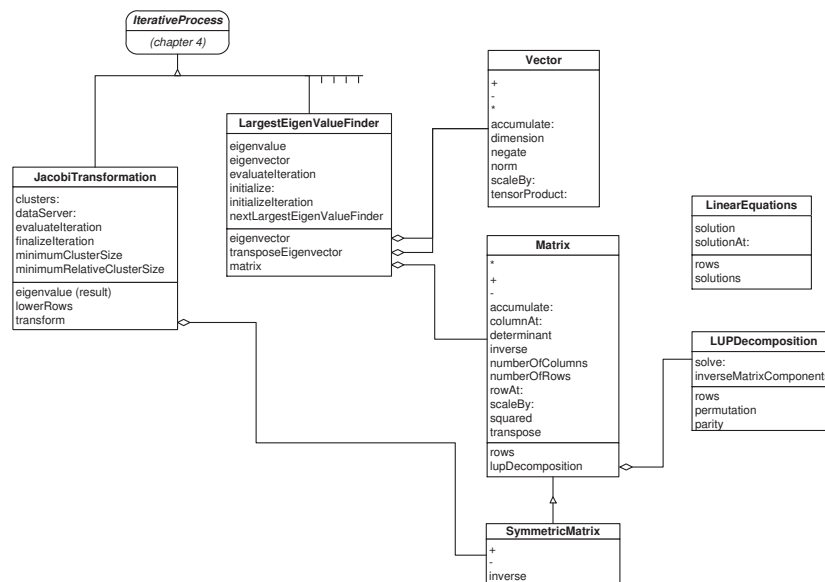 IterativeProcess
(chapter 4)
Vector
+
-
*
accumulate:
dimension
negate
norm
scaleBy:
tensorProduct:
LargestEigenValueFinder
eigenvalue
eigenvector
evaluateIteration
initialize:
initializeIteration
nextLargestEigenValueFinder
eigenvector
transposeEigenvector
matrix
JacobiTransformation
clusters:
dataServer:
evaluateIteration
finalizeIteration
minimumClusterSize
minimumRelativeClusterSize
eigenvalue (result)
lowerRows
transform
LinearEquations
solution
solutionAt:
rows
solutions
Matrix
*
+
-
accumulate:
columnAt:
determinant
inverse
numberOfColumns
numberOfRows
rowAt:
scaleBy:
squared
transpose
rows
lupDecomposition
LUPDecomposition
solve:
inverseMatrixComponents
rows
permutation
parity
SymmetricMatrix
+
-
inverse